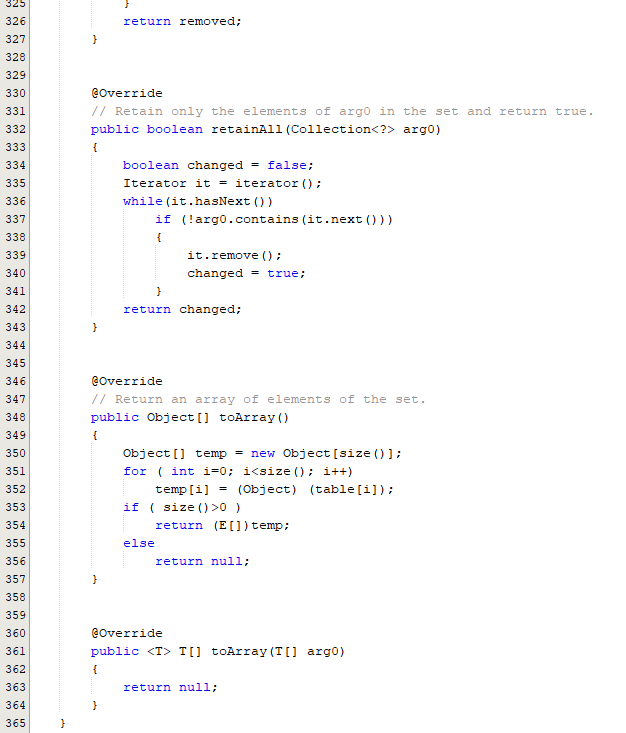 325             }
326             return removed;
327         }
328
329
330         @Override
331         // Retain only the elements of arg0 in the set and return true.
332         public boolean retainAll(Collection<?> arg0)
333         {
334             boolean changed = false;
335             Iterator it = iterator();
336             while(it.hasNext())
337                 if (!arg0.contains(it.next()))
338                 {
339                     it.remove();
340                     changed = true;
341                 }
342             return changed;
343         }
344
345
346         @Override
347         // Return an array of elements of the set.
348         public Object[] toArray()
349         {
350             Object[] temp = new Object[size()];
351             for ( int i=0; i<size(); i++)
352                 temp[i] = (Object) (table[i]);
353             if ( size()>0 )
354                 return (E[])temp;
355             else
356                 return null;
357         }
358
359
360         @Override
361         public <T> T[] toArray(T[] arg0)
362         {
363             return null;
364         }
365     }